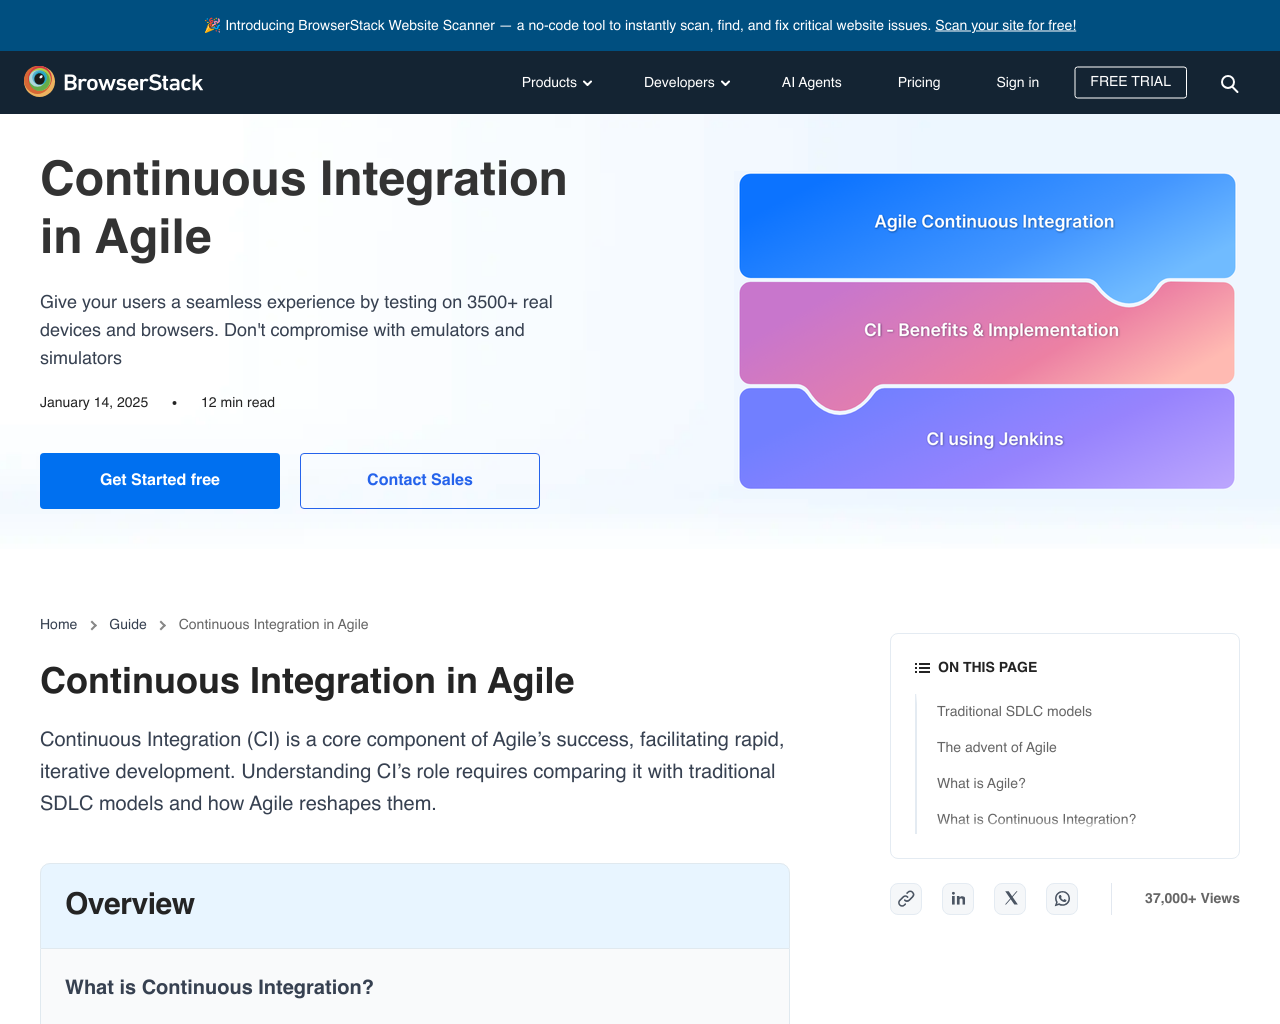 🎉 Introducing BrowserStack Website Scanner — a no-code tool to instantly scan, find, and fix critical website issues. Scan your site for free!
BrowserStack
Products
Developers
AI Agents
Pricing
Sign in
FREE TRIAL
Continuous Integration
in Agile
Give your users a seamless experience by testing on 3500+ real
devices and browsers. Don't compromise with emulators and
simulators
January 14, 2025 • 12 min read
Get Started free
Contact Sales
Agile Continuous Integration
CI - Benefits & Implementation
CI using Jenkins
Home > Guide > Continuous Integration in Agile
Continuous Integration in Agile
Continuous Integration (CI) is a core component of Agile’s success, facilitating rapid,
iterative development. Understanding CI’s role requires comparing it with traditional
SDLC models and how Agile reshapes them.
Overview
What is Continuous Integration?
ON THIS PAGE
Traditional SDLC models
The advent of Agile
What is Agile?
What is Continuous Integration?
37,000+ Views